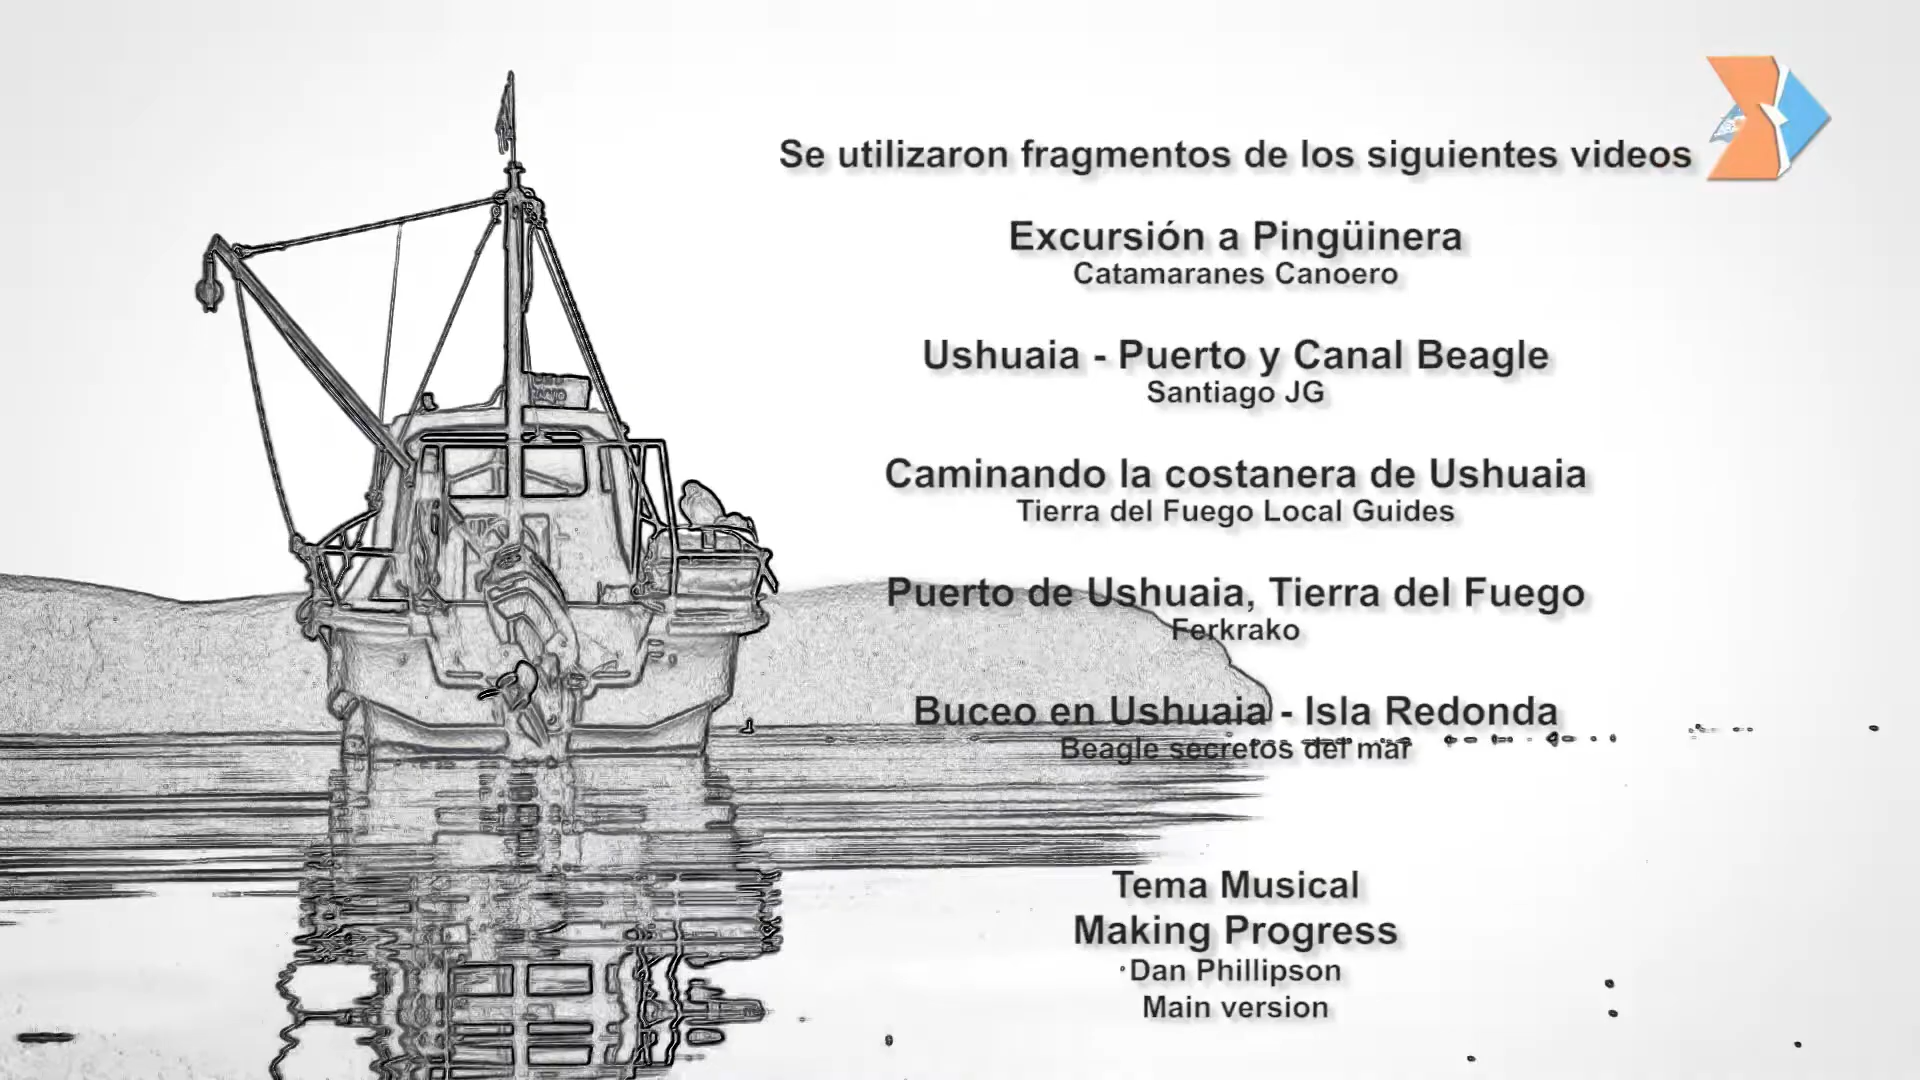 Se utilizaron fragmentos de los siguientes videos
Excursión a Pingüinera
Catamaranes Canoero
Ushuaia - Puerto y Canal Beagle
Santiago JG
Caminando la costanera de Ushuaia
Tierra del Fuego Local Guides
Puerto de Ushuaia, Tierra del Fuego
Ferkrako
Buceo en Ushuaia - Isla Redonda
Beagle secretos del mar
Tema Musical
Making Progress
Dan Phillipson
Main version